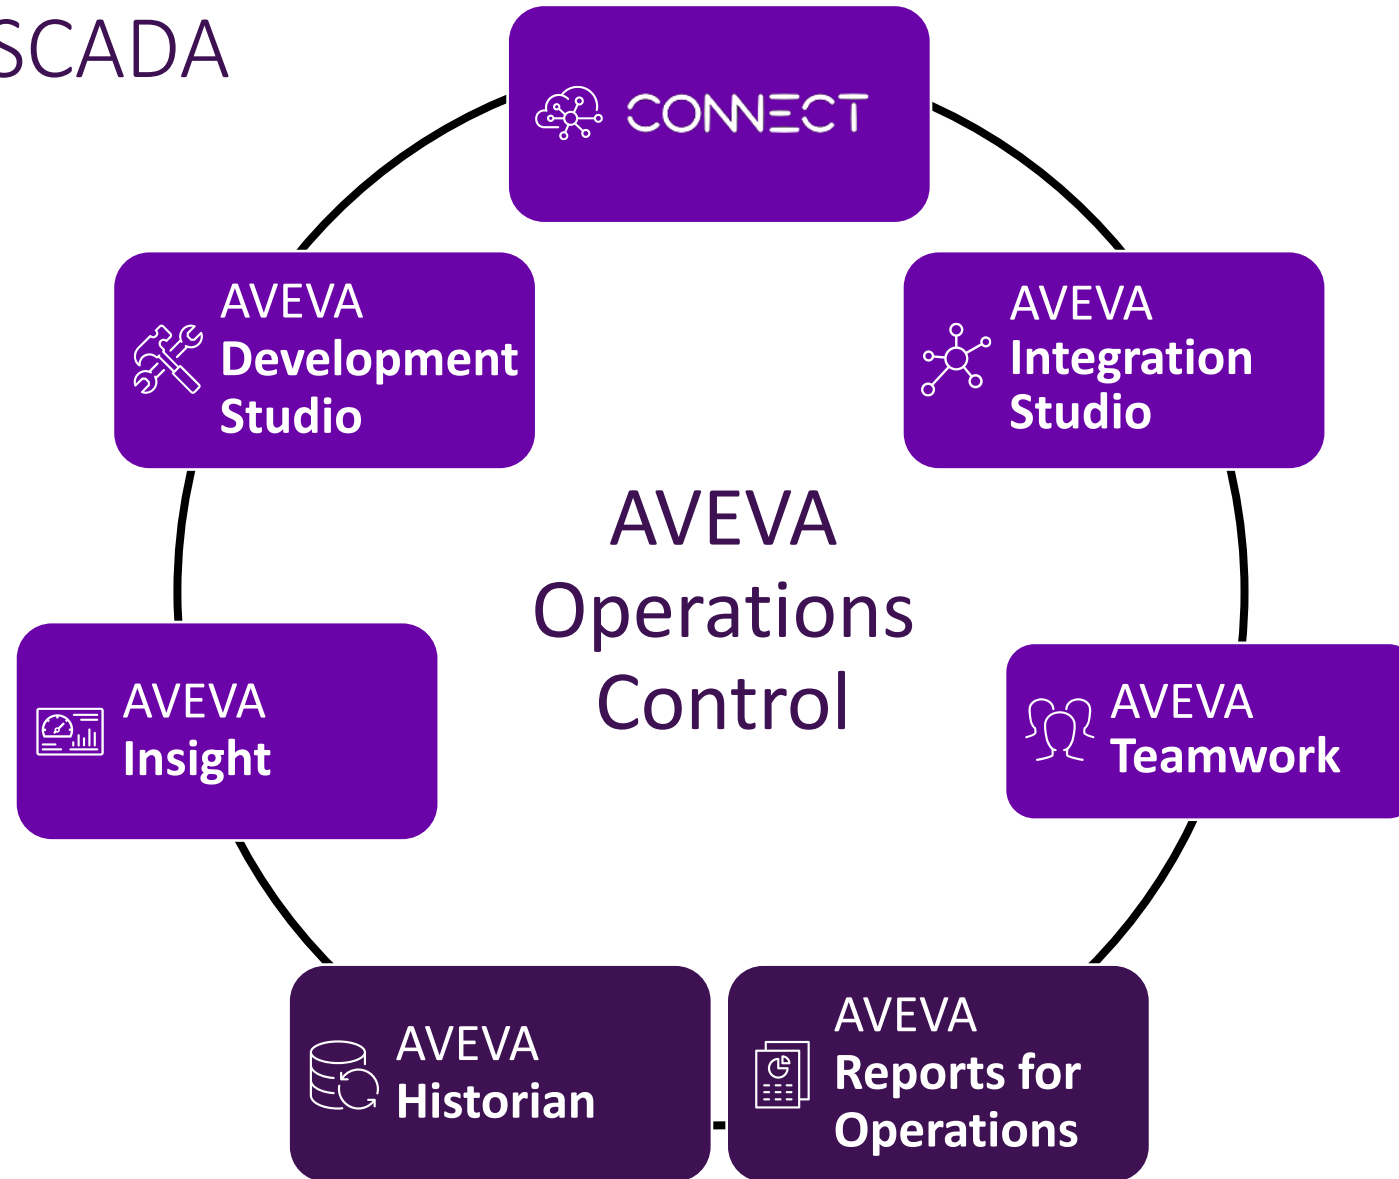 SCADA
CONNECT
AVEVA
Development
Studio
AVEVA
Integration
Studio
AVEVA
Operations
Control
AVEVA
Insight
AVEVA
Teamwork
AVEVA
Historian
AVEVA
Reports for
Operations